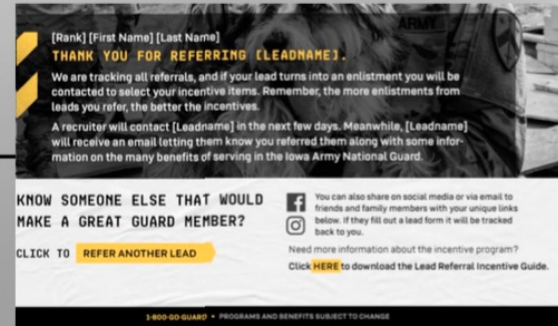 ARMY
[Rank] [First Name] [Last Name]
THANK YOU FOR REFERRING [LEADNAME].
We are tracking all referrals, and if your lead turns into an enlistment you will be
contacted to select your incentive items. Remember, the more enlistments from
leads you refer, the better the incentives.
A recruiter will contact [Leadname] in the next few days. Meanwhile, [Leadname]
will receive an email letting them know you referred them along with some infor-
mation on the many benefits of serving in the Iowa Army National Guard.
KNOW SOMEONE ELSE THAT WOULD
MAKE A GREAT GUARD MEMBER?
CLICK TO REFER ANOTHER LEAD
You can also share on social media or via email to
friends and family members with your unique links
below. If they fill out a lead form it will be tracked
back to you.
Need more information about the incentive program?
Click HERE to download the Lead Referral Incentive Guide.
1-800-GO-GUARD • PROGRAMS AND BENEFITS SUBJECT TO CHANGE